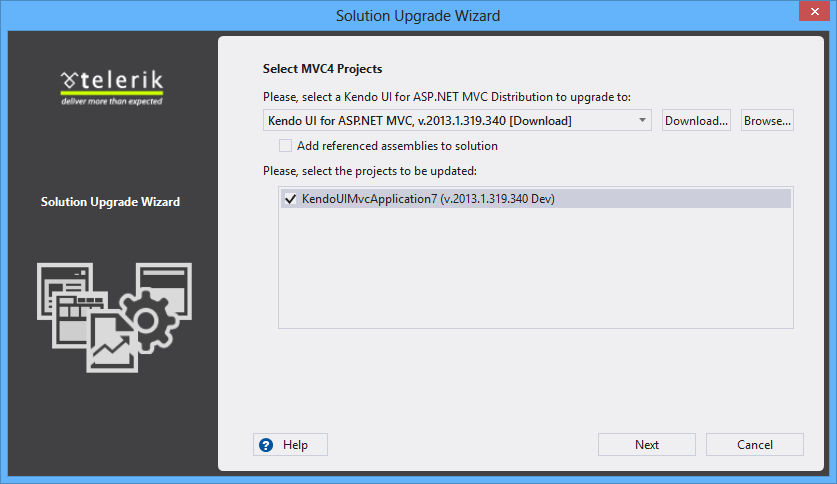 Solution Upgrade Wizard
telerik
deliver more than expected
Solution Upgrade Wizard
Select MVC4 Projects
Please, select a Kendo UI for ASP.NET MVC Distribution to upgrade to:
Kendo UI for ASP.NET MVC, v.2013.1.319.340 [Download]
Download...
Browse...
Add referenced assemblies to solution
Please, select the projects to be updated:
KendoUIMvcApplication7 (v.2013.1.319.340 Dev)
Help
Next
Cancel